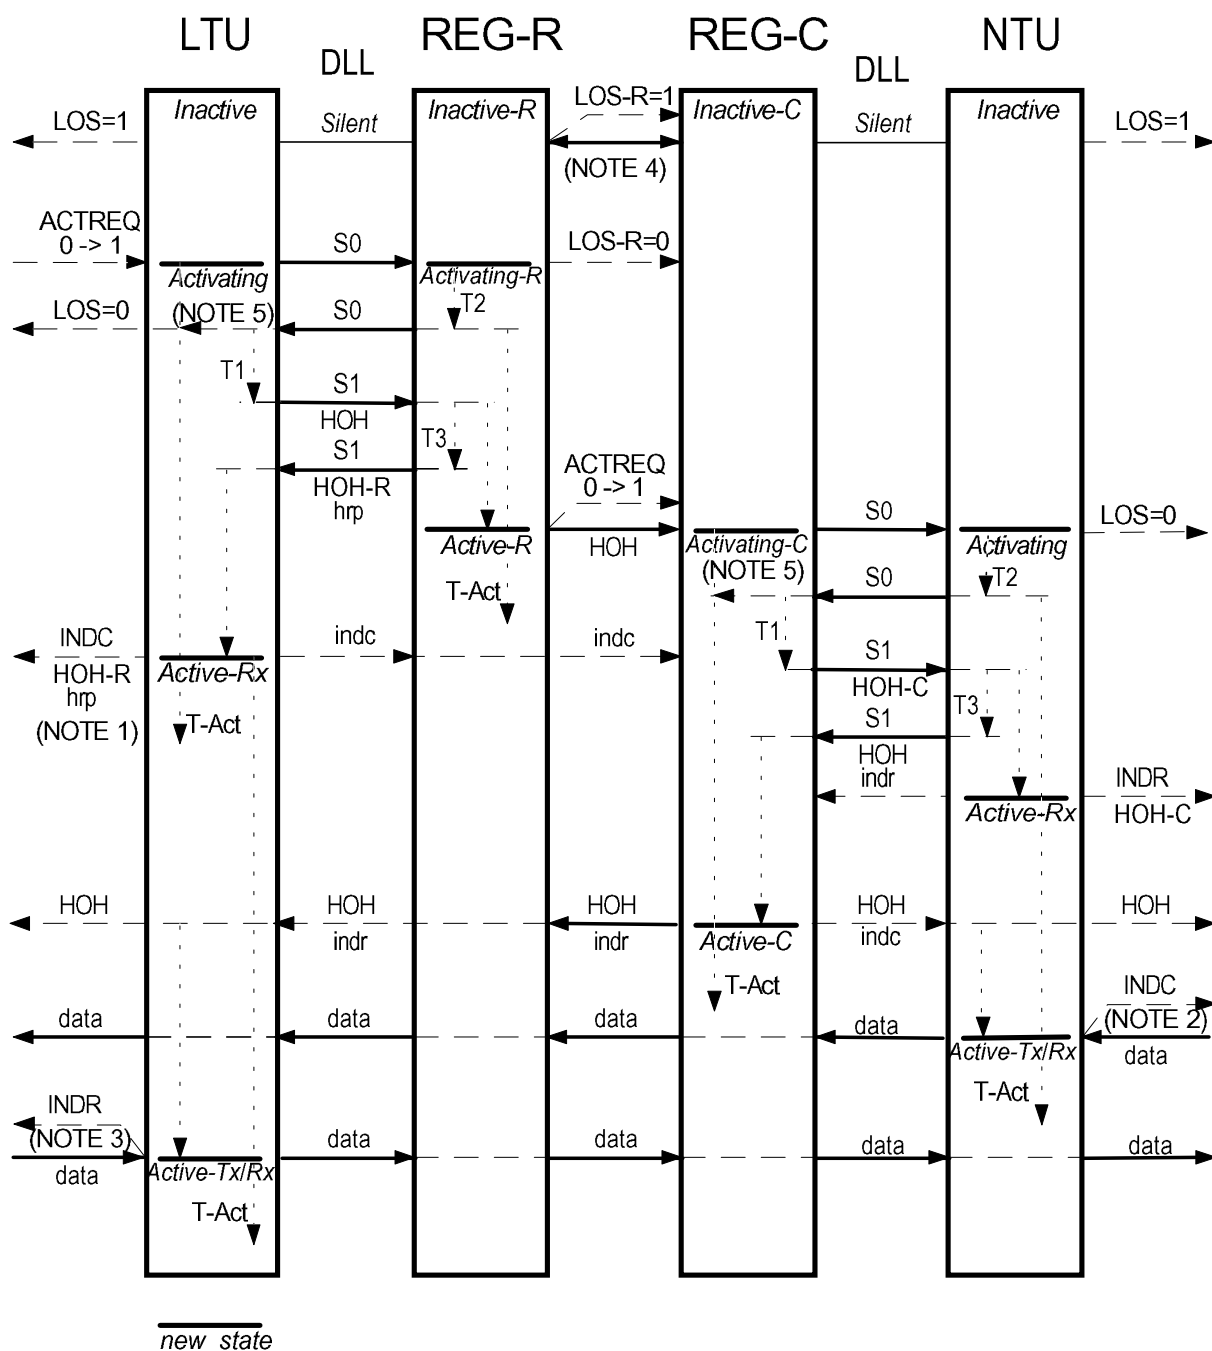 LTU REG-R REG-C NTU
DLL DLL
Inactive Inactive-R LOS-R=1 Inactive-C Inactive
LOS=1 Silent Silent LOS=1
(NOTE 4)
ACTREQ
0 -> 1 S0 LOS-R=0
Activating Activating-R
LOS=0 (NOTE 5) S0 T2
T1 S1
HOH
S1 T3
HOH-R ACTREQ
hrp 0 -> 1
S0 LOS=0
Active-R HOH Activating-C Activating
(NOTE 5) S0 T2
T-Act
INDC indc indc T1 S1
HOH-R Active-Rx HOH-C
hrp
(NOTE 1) T-Act S1 T3
HOH
indr INDR
Active-Rx HOH-C
HOH HOH HOH HOH HOH
indr indr Active-C indc
T-Act INDC
data data data data (NOTE 2)
Active-Tx/Rx data
T-Act
INDR
(NOTE 3) data data data data
data Active-Tx/Rx
T-Act
new state